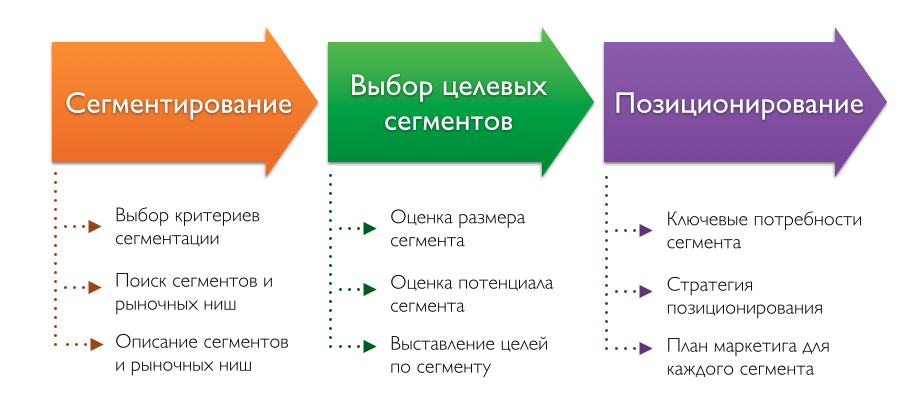 Сегментирование
Выбор критериев
сегментации
Поиск сегментов и
рыночных ниш
Описание сегментов
и рыночных ниш
Выбор целевых
сегментов
Оценка размера
сегмента
Оценка потенциала
сегмента
Выставление целей
по сегменту
Позиционирование
Ключевые потребности
сегмента
Стратегия
позиционирования
План маркетига для
каждого сегмента